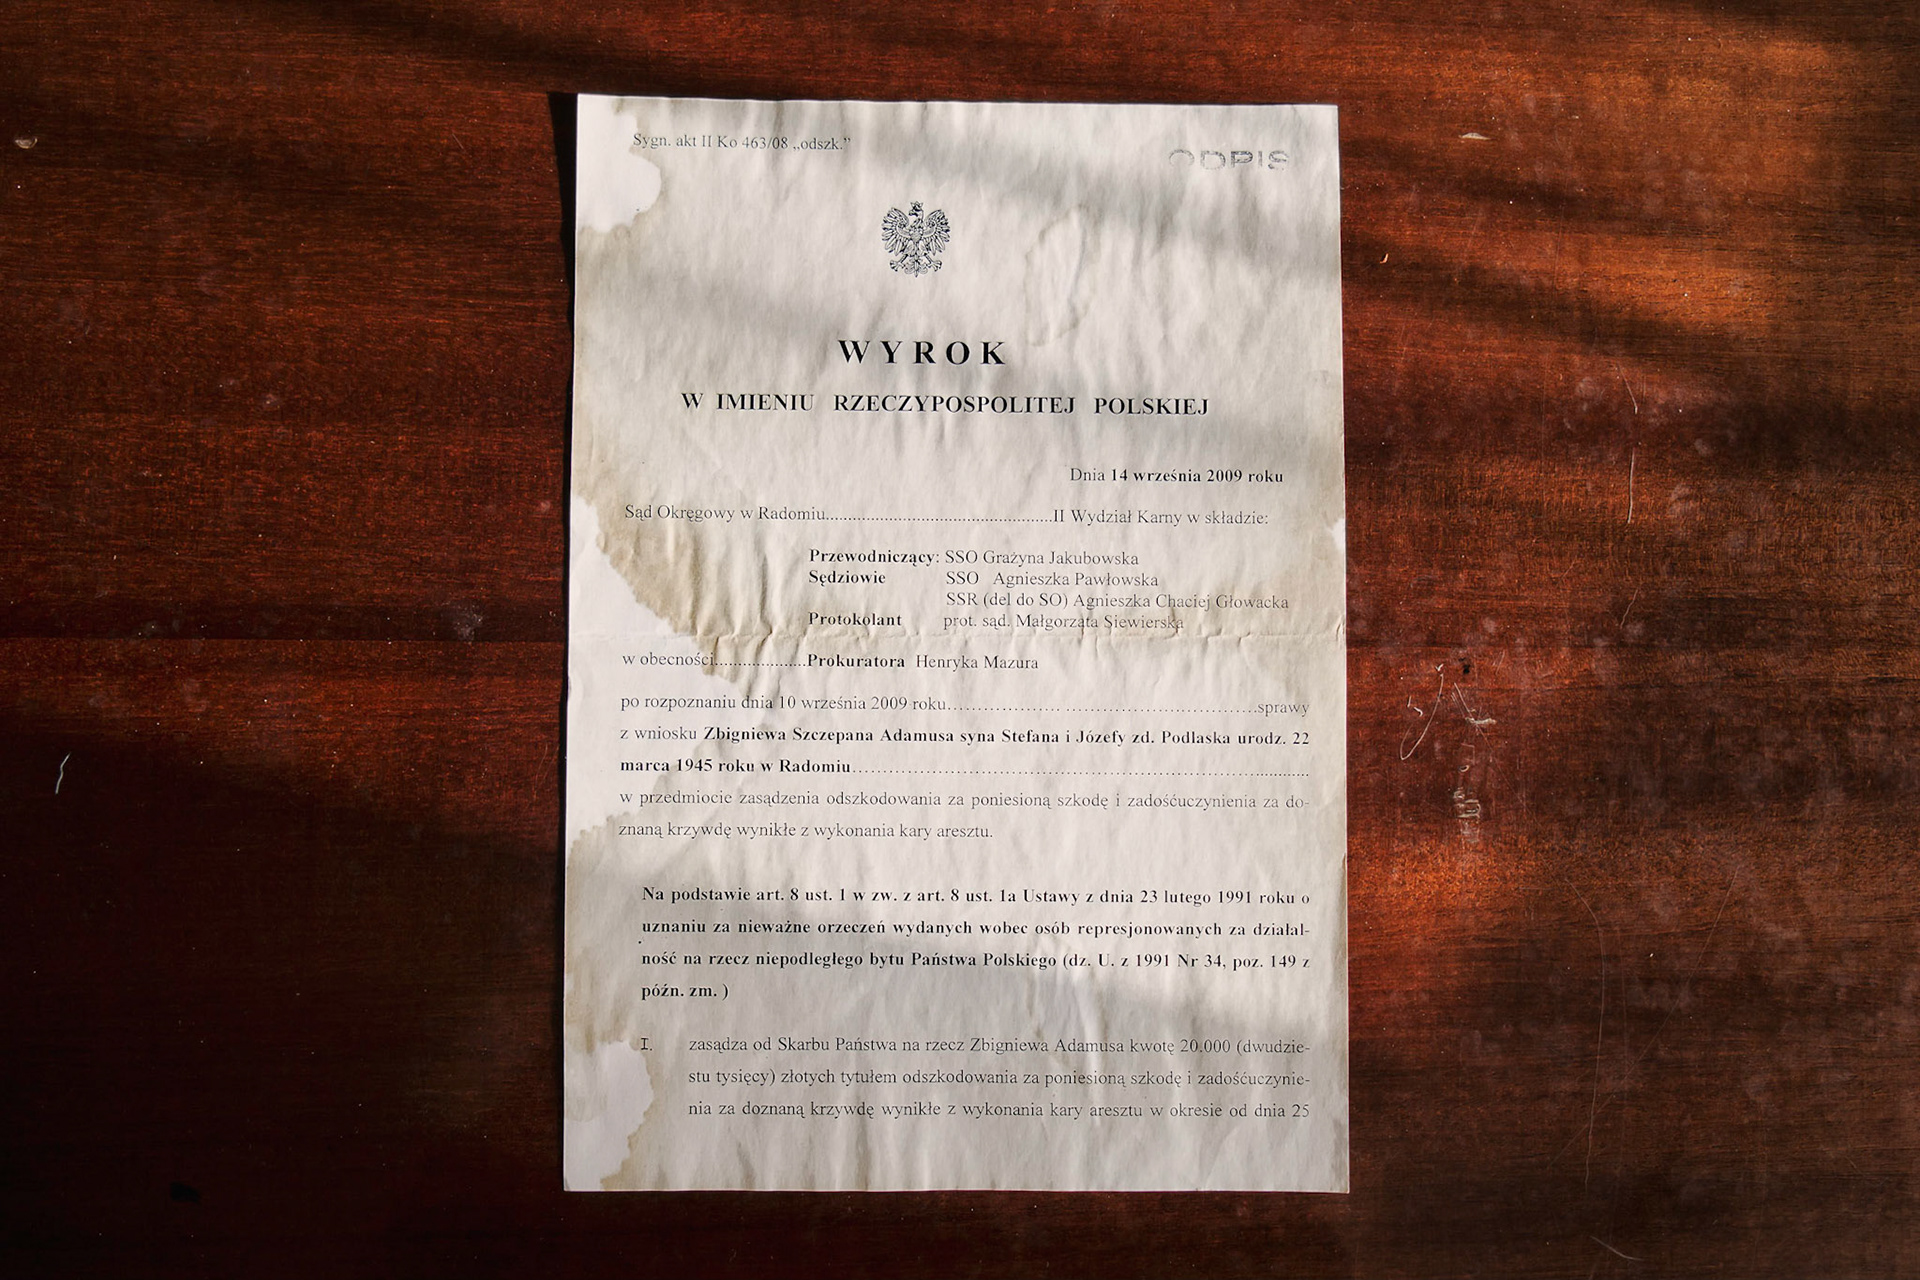 Sygn. akt II Ko 463/08 „odszk."
ODPIS
WYROK
W IMIENIU RZECZYPOSPOLITEJ POLSKIEJ
Dnia 14 września 2009 roku
Sąd Okręgowy w Radomiu..................................................II Wydział Karny w składzie:
Przewodniczący: SSO Grażyna Jakubowska
Sędziowie SSO Agnieszka Pawłowska
SSR (del do SO) Agnieszka Chaciej Głowacka
Protokolant prot. sąd. Małgorzata Siewierska
w obecności....................Prokuratora Henryka Mazura
po rozpoznaniu dnia 10 września 2009 roku.......................................................sprawy
z wniosku Zbigniewa Szczepana Adamusa syna Stefana i Józefy zd. Podlaska urodz. 22
marca 1945 roku w Radomiu....................................................................................
w przedmiocie zasądzenia odszkodowania za poniesioną szkodę i zadośćuczynienia za do-
znaną krzywdę wynikłe z wykonania kary aresztu.
Na podstawie art. 8 ust. 1 w zw. z art. 8 ust. 1a Ustawy z dnia 23 lutego 1991 roku o
uznaniu za nieważne orzeczeń wydanych wobec osób represjonowanych za działal-
ność na rzecz niepodległego bytu Państwa Polskiego (dz. U. z 1991 Nr 34, poz. 149 z
późn. zm. )
I. zasądza od Skarbu Państwa na rzecz Zbigniewa Adamusa kwotę 20.000 (dwudzie-
stu tysięcy) złotych tytułem odszkodowania za poniesioną szkodę i zadośćuczynie-
nia za doznaną krzywdę wynikłe z wykonania kary aresztu w okresie od dnia 25